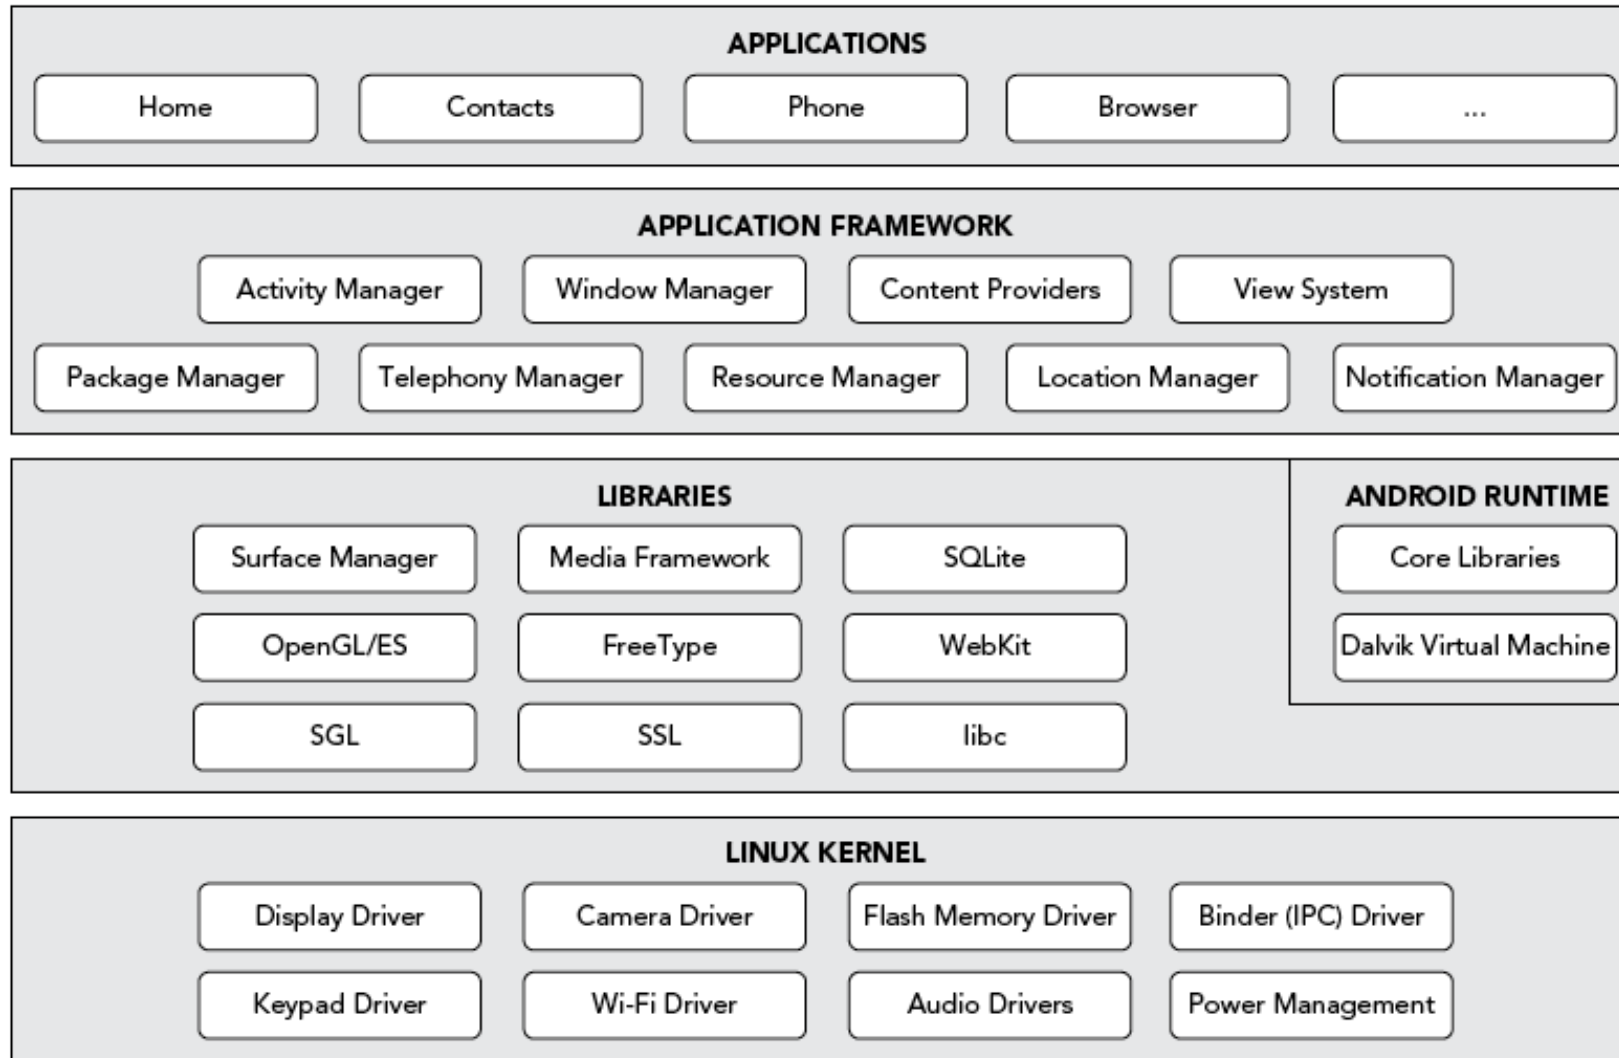 APPLICATIONS
Home
Contacts
Phone
Browser
...
APPLICATION FRAMEWORK
Activity Manager
Window Manager
Content Providers
View System
Package Manager
Telephony Manager
Resource Manager
Location Manager
Notification Manager
LIBRARIES
Surface Manager
Media Framework
SQLite
OpenGL/ES
FreeType
WebKit
SGL
SSL
libc
ANDROID RUNTIME
Core Libraries
Dalvik Virtual Machine
LINUX KERNEL
Display Driver
Camera Driver
Flash Memory Driver
Binder (IPC) Driver
Keypad Driver
Wi-Fi Driver
Audio Drivers
Power Management